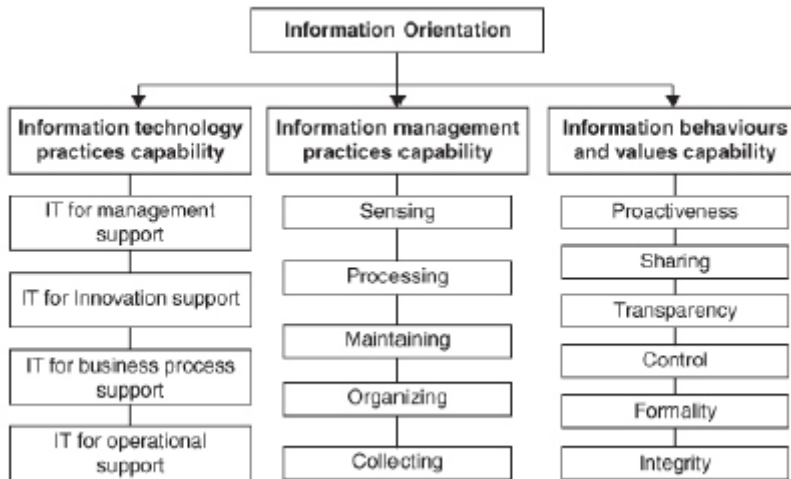 Information Orientation
Information technology
practices capability
IT for management
support
IT for Innovation support
IT for business process
support
IT for operational
support
Information management
practices capability
Sensing
Processing
Maintaining
Organizing
Collecting
Information behaviours
and values capability
Proactiveness
Sharing
Transparency
Control
Formality
Integrity